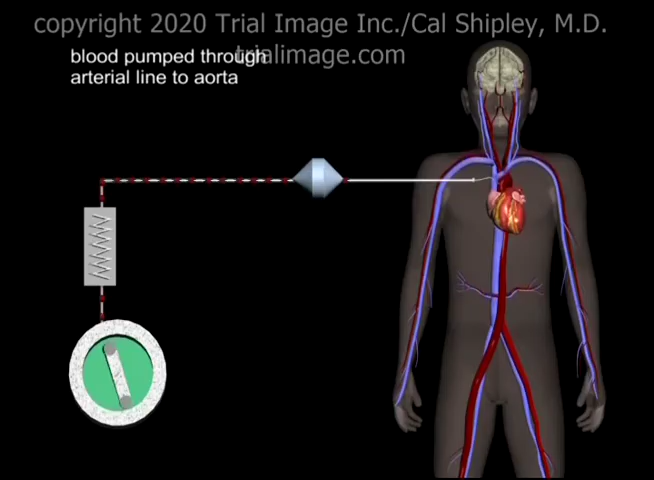 copyright 2020 Trial Image Inc./Cal Shipley, M.D.
trialimage.com
blood pumped through
arterial line to aorta